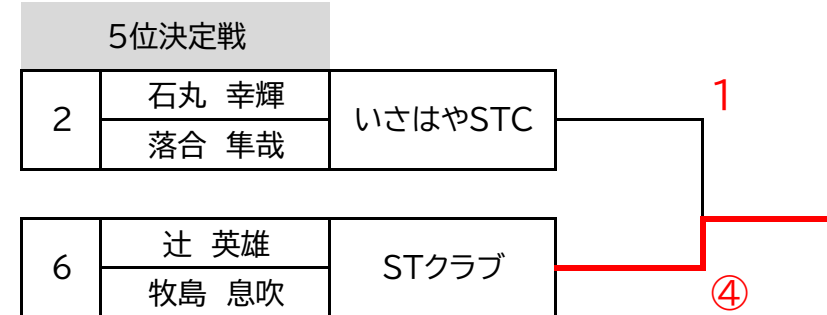 5位決定戦
2 石丸 幸輝 いさはやSTC 1
落合 隼哉
6 辻 英雄 STクラブ ④
牧島 息吹